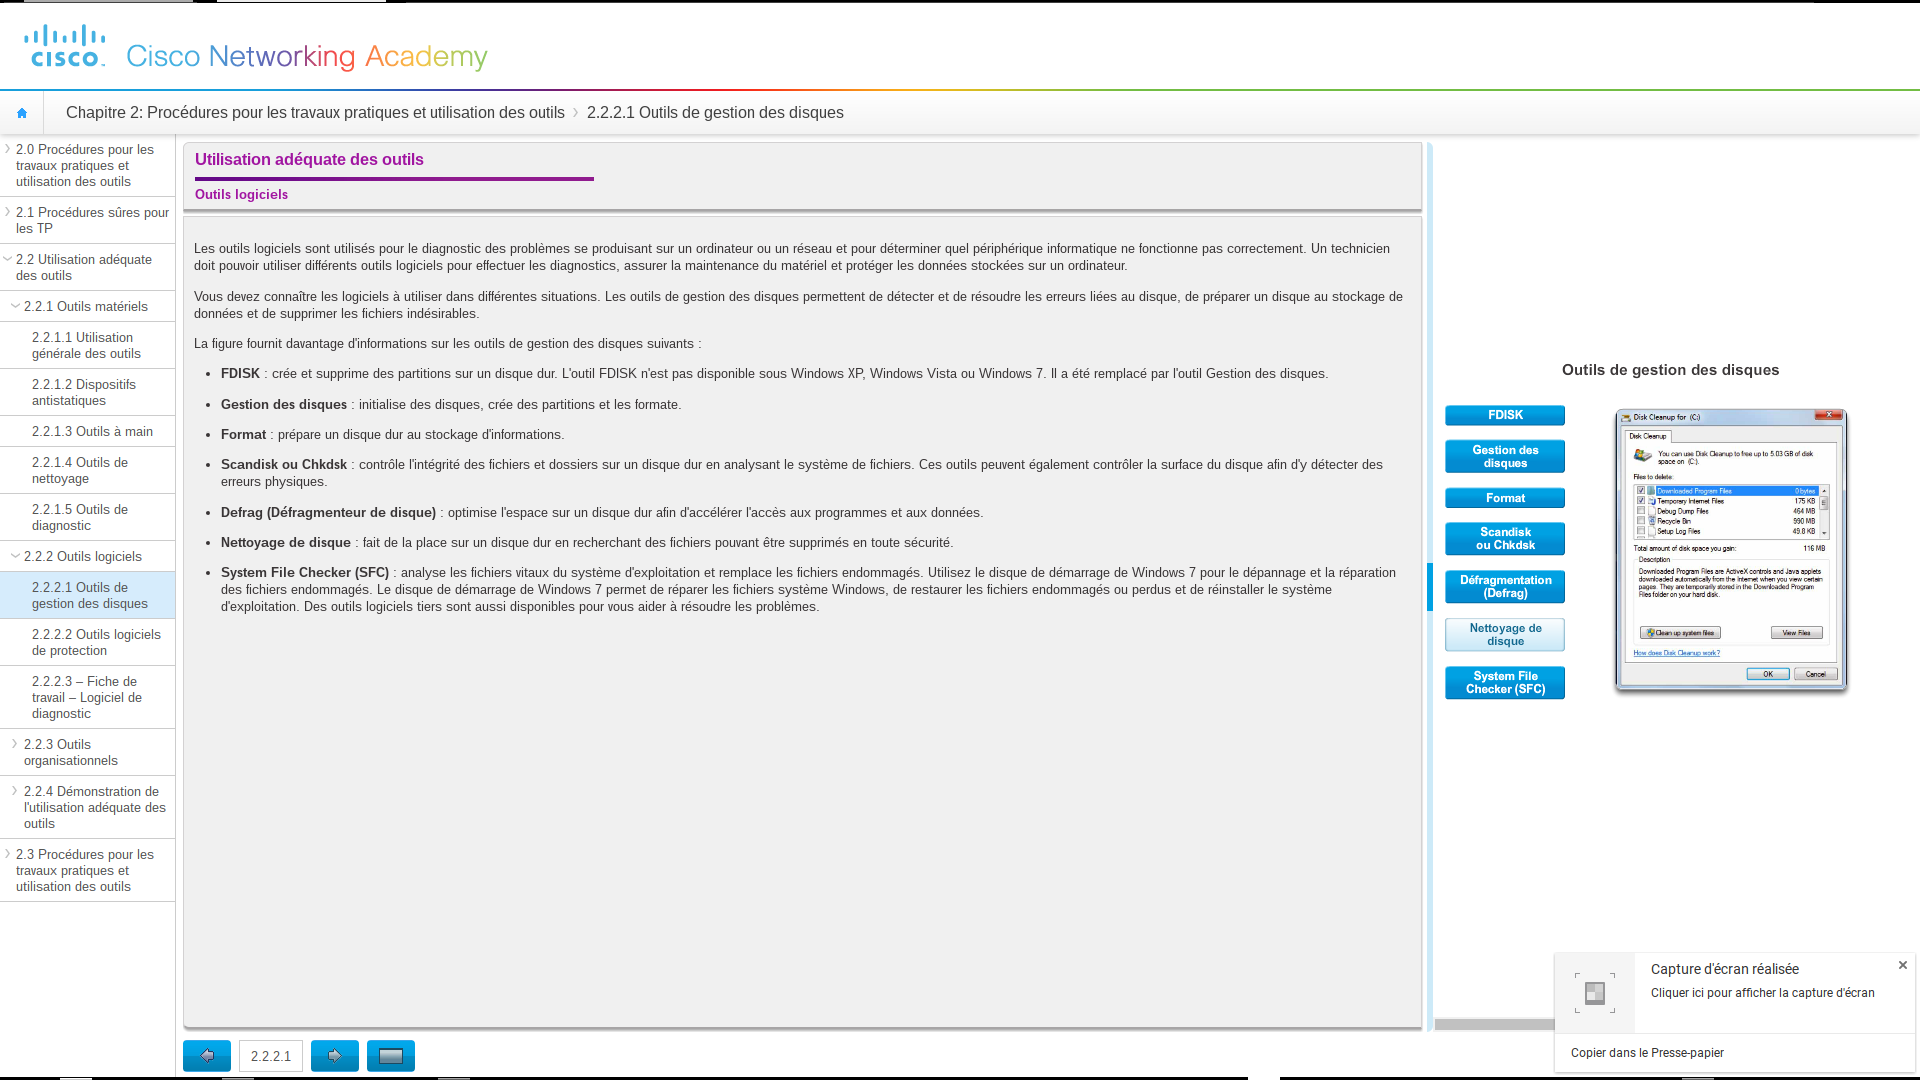 cisco
Cisco Networking Academy
Chapitre 2: Procédures pour les travaux pratiques et utilisation des outils
2.2.2.1 Outils de gestion des disques
2.0 Procédures pour les
travaux pratiques et
utilisation des outils
2.1 Procédures sûres pour
les TP
2.2 Utilisation adéquate
des outils
2.2.1 Outils matériels
2.2.1.1 Utilisation
générale des outils
2.2.1.2 Dispositifs
antistatiques
2.2.1.3 Outils à main
2.2.1.4 Outils de
nettoyage
2.2.1.5 Outils de
diagnostic
2.2.2 Outils logiciels
2.2.2.1 Outils de
gestion des disques
2.2.2.2 Outils logiciels
de protection
2.2.2.3 – Fiche de
travail – Logiciel de
diagnostic
2.2.3 Outils
organisationnels
2.2.4 Démonstration de
l'utilisation adéquate des
outils
2.3 Procédures pour les
travaux pratiques et
utilisation des outils
Utilisation adéquate des outils
Outils logiciels
Les outils logiciels sont utilisés pour le diagnostic des problèmes se produisant sur un ordinateur ou un réseau et pour déterminer quel périphérique informatique ne fonctionne pas correctement. Un technicien
doit pouvoir utiliser différents outils logiciels pour effectuer les diagnostics, assurer la maintenance du matériel et protéger les données stockées sur un ordinateur.
Vous devez connaître les logiciels à utiliser dans différentes situations. Les outils de gestion des disques permettent de détecter et de résoudre les erreurs liées au disque, de préparer un disque au stockage de
données et de supprimer les fichiers indésirables.
La figure fournit davantage d'informations sur les outils de gestion des disques suivants :
• FDISK : crée et supprime des partitions sur un disque dur. L'outil FDISK n'est pas disponible sous Windows XP, Windows Vista ou Windows 7. Il a été remplacé par l'outil Gestion des disques.
• Gestion des disques : initialise des disques, crée des partitions et les formate.
• Format : prépare un disque dur au stockage d'informations.
• Scandisk ou Chkdsk : contrôle l'intégrité des fichiers et dossiers sur un disque dur en analysant le système de fichiers. Ces outils peuvent également contrôler la surface du disque afin d'y détecter des
erreurs physiques.
• Defrag (Défragmenteur de disque) : optimise l'espace sur un disque dur afin d'accélérer l'accès aux programmes et aux données.
• Nettoyage de disque : fait de la place sur un disque dur en recherchant des fichiers pouvant être supprimés en toute sécurité.
• System File Checker (SFC) : analyse les fichiers vitaux du système d'exploitation et remplace les fichiers endommagés. Utilisez le disque de démarrage de Windows 7 pour le dépannage et la réparation
des fichiers endommagés. Le disque de démarrage de Windows 7 permet de réparer les fichiers système Windows, de restaurer les fichiers endommagés ou perdus et de réinstaller le système
d'exploitation. Des outils logiciels tiers sont aussi disponibles pour vous aider à résoudre les problèmes.
2.2.2.1
Outils de gestion des disques
FDISK
Gestion des
disques
Format
Scandisk
ou Chkdsk
Défragmentation
(Defrag)
Nettoyage de
disque
System File
Checker (SFC)
Disk Cleanup for (C:)
Disk Cleanup
You can use Disk Cleanup to free up to 5.03 GB of disk
space on (C:).
Files to delete:
Downloaded Program Files 0 bytes
Temporary Internet Files 175 KB
Debug Dump Files 464 MB
Recycle Bin 990 MB
Setup Log Files 49.8 KB
Total amount of disk space you gain: 116 MB
Description
Downloaded Program Files are ActiveX controls and Java applets
downloaded automatically from the Internet when you view certain
pages. They are temporarily stored in the Downloaded Program
Files folder on your hard disk.
Clean up system files
View Files
How does Disk Cleanup work?
OK
Cancel
Capture d'écran réalisée
Cliquer ici pour afficher la capture d'écran
Copier dans le Presse-papier